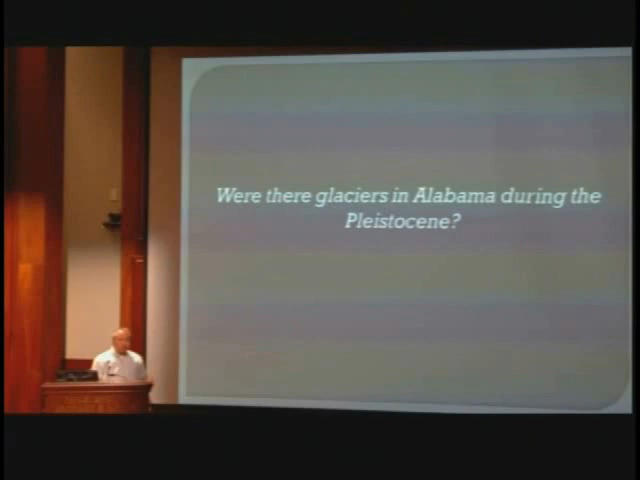 Were there glaciers in Alabama during the
Pleistocene?